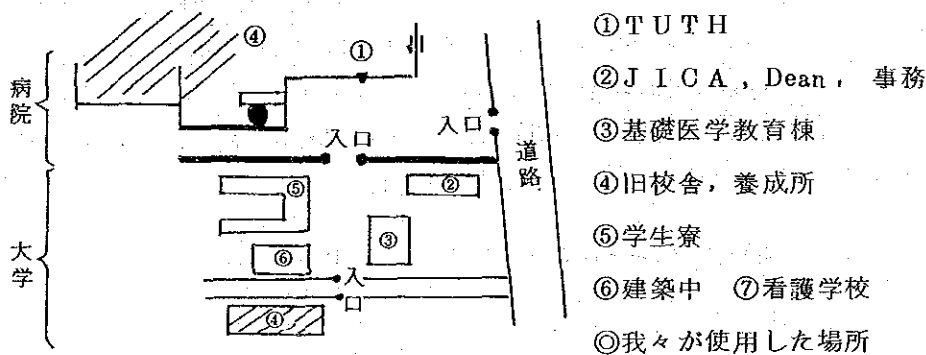 ④
①
①TUTH
②JICA, Dean, 事務
③基礎医学教育棟
④旧校舎,養成所
⑤学生寮
⑥建築中 ⑦看護学校
◎我々が使用した場所
病院
入口
入口
道路
大学
⑤
②
③
⑥
入口
④